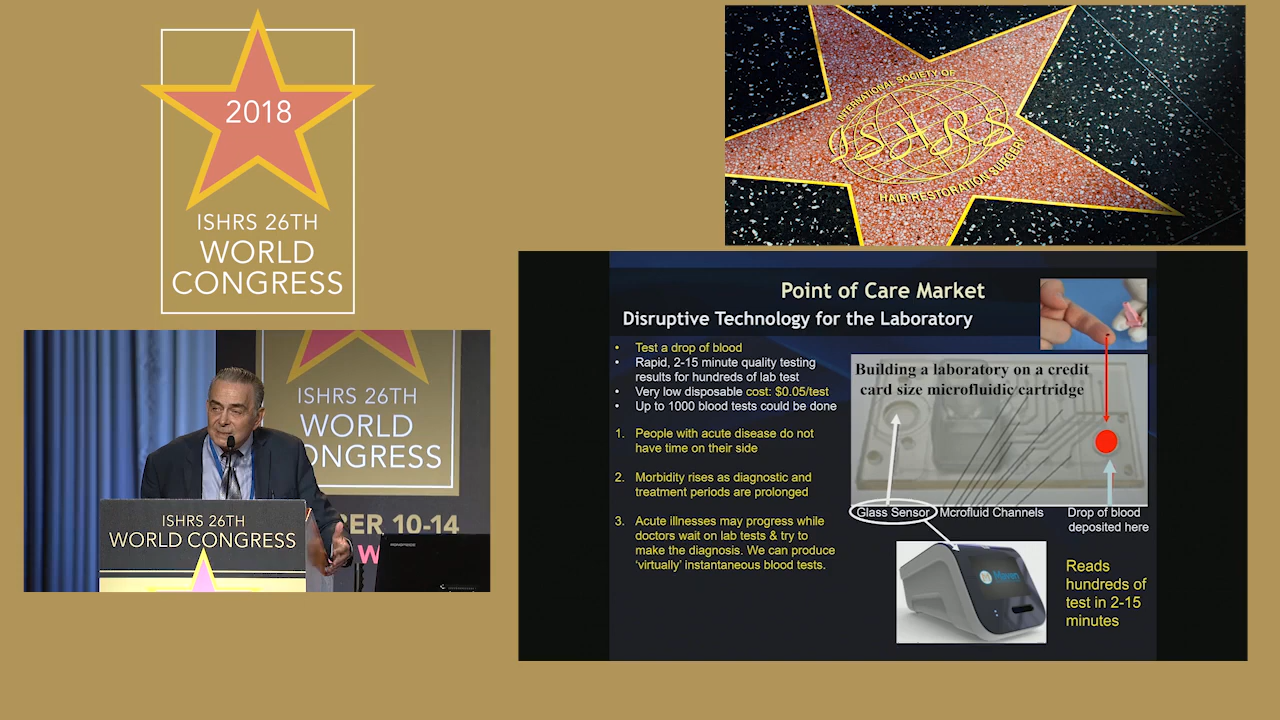 2018
ISHRS 26TH
WORLD
CONGRESS
INTERNATIONAL SOCIETY OF
ISHRS
HAIR RESTORATION SURGERY
ISHRS 26TH
WORLD
CONGRESS
BER 10-14
W
ISHRS 26TH
WORLD CONGRESS
Point of Care Market
Disruptive Technology for the Laboratory
• Test a drop of blood
• Rapid, 2-15 minute quality testing
results for hundreds of lab test
• Very low disposable cost: $0.05/test
• Up to 1000 blood tests could be done
1. People with acute disease do not
have time on their side
2. Morbidity rises as diagnostic and
treatment periods are prolonged
3. Acute illnesses may progress while
doctors wait on lab tests & try to
make the diagnosis. We can produce
‘virtually’ instantaneous blood tests.
Building a laboratory on a credit
card size microfluidic cartridge
Glass Sensor
Mcrofluid Channels
Drop of blood
deposited here
Maven
Reads
hundreds of
test in 2-15
minutes